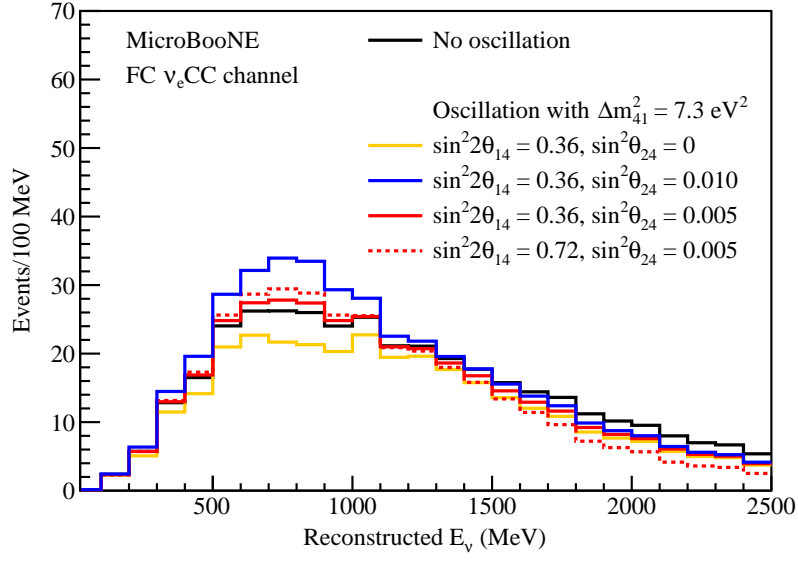 70
60
50
40
30
20
10
0
Events/100 MeV
MicroBooNE
FC νₑCC channel
No oscillation
Oscillation with Δm²₄₁ = 7.3 eV²
sin²2θ₁₄ = 0.36, sin²θ₂₄ = 0
sin²2θ₁₄ = 0.36, sin²θ₂₄ = 0.010
sin²2θ₁₄ = 0.36, sin²θ₂₄ = 0.005
sin²2θ₁₄ = 0.72, sin²θ₂₄ = 0.005
500 1000 1500 2000 2500
Reconstructed E_ν (MeV)